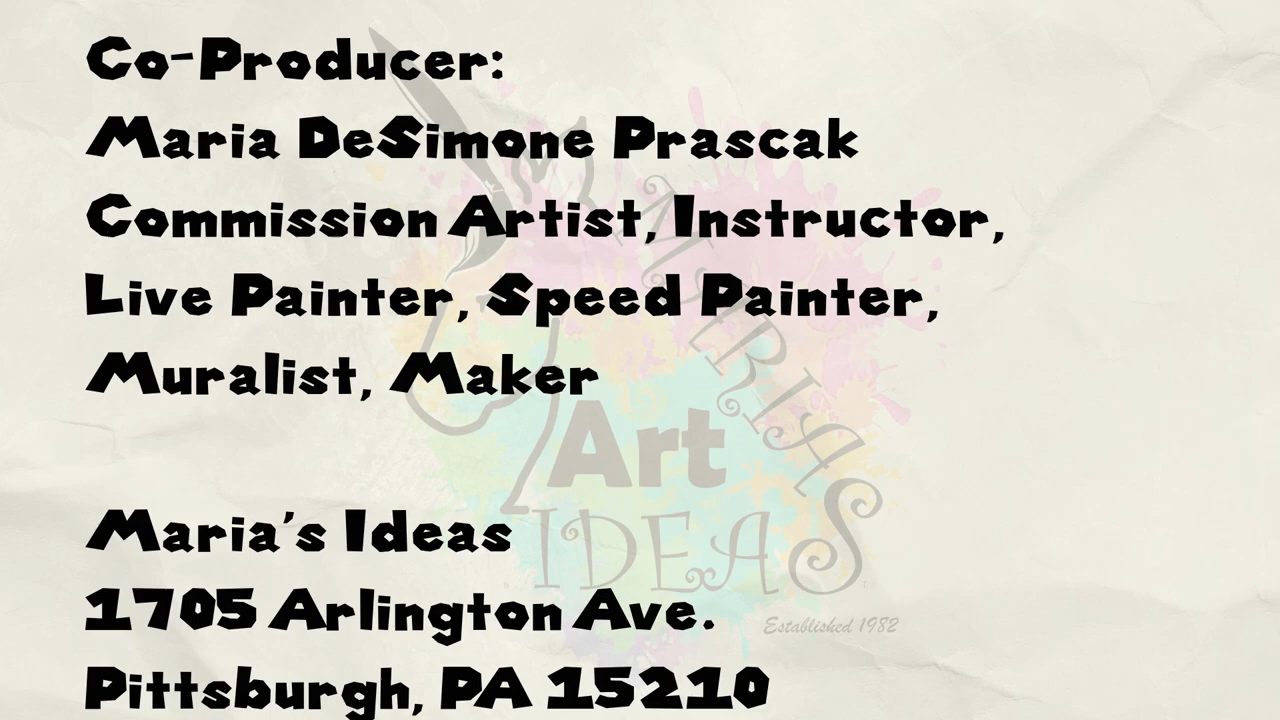 Co-Producer:
Maria DeSimone Prascak
Commission Artist, Instructor,
Live Painter, Speed Painter,
Muralist, Maker
MARIAS
Art
IDEAS
Maria's Ideas
1705 Arlington Ave.
Established 1982
Pittsburgh, PA 15210